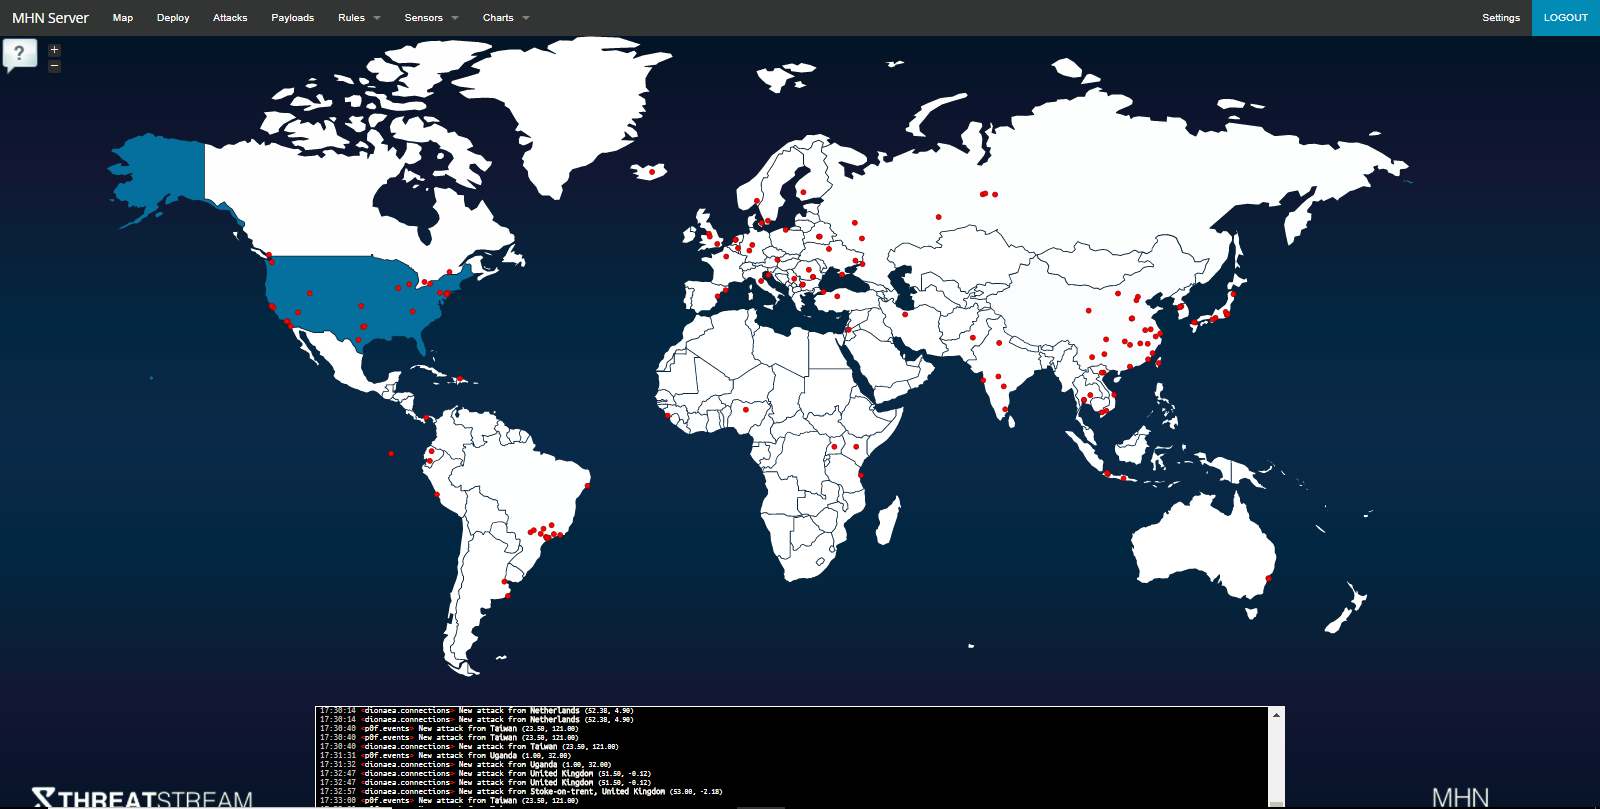 MHN Server Map Deploy Attacks Payloads Rules Sensors Charts Settings LOGOUT
?
+
−
17:30:14 <dionaea.connections> New attack from Netherlands (52.38, 4.90)
17:30:14 <dionaea.connections> New attack from Netherlands (52.38, 4.90)
17:30:40 <p0f.events> New attack from Taiwan (23.50, 121.00)
17:30:40 <p0f.events> New attack from Taiwan (23.50, 121.00)
17:30:40 <dionaea.connections> New attack from Taiwan (23.50, 121.00)
17:31:31 <p0f.events> New attack from Uganda (1.00, 32.00)
17:31:32 <dionaea.connections> New attack from Uganda (1.00, 32.00)
17:32:47 <dionaea.connections> New attack from United Kingdom (51.50, -0.12)
17:32:47 <dionaea.connections> New attack from United Kingdom (51.50, -0.12)
17:32:57 <dionaea.connections> New attack from Stoke-on-trent, United Kingdom (53.00, -2.18)
17:33:00 <p0f.events> New attack from Taiwan (23.50, 121.00)
THREATSTREAM
MHN